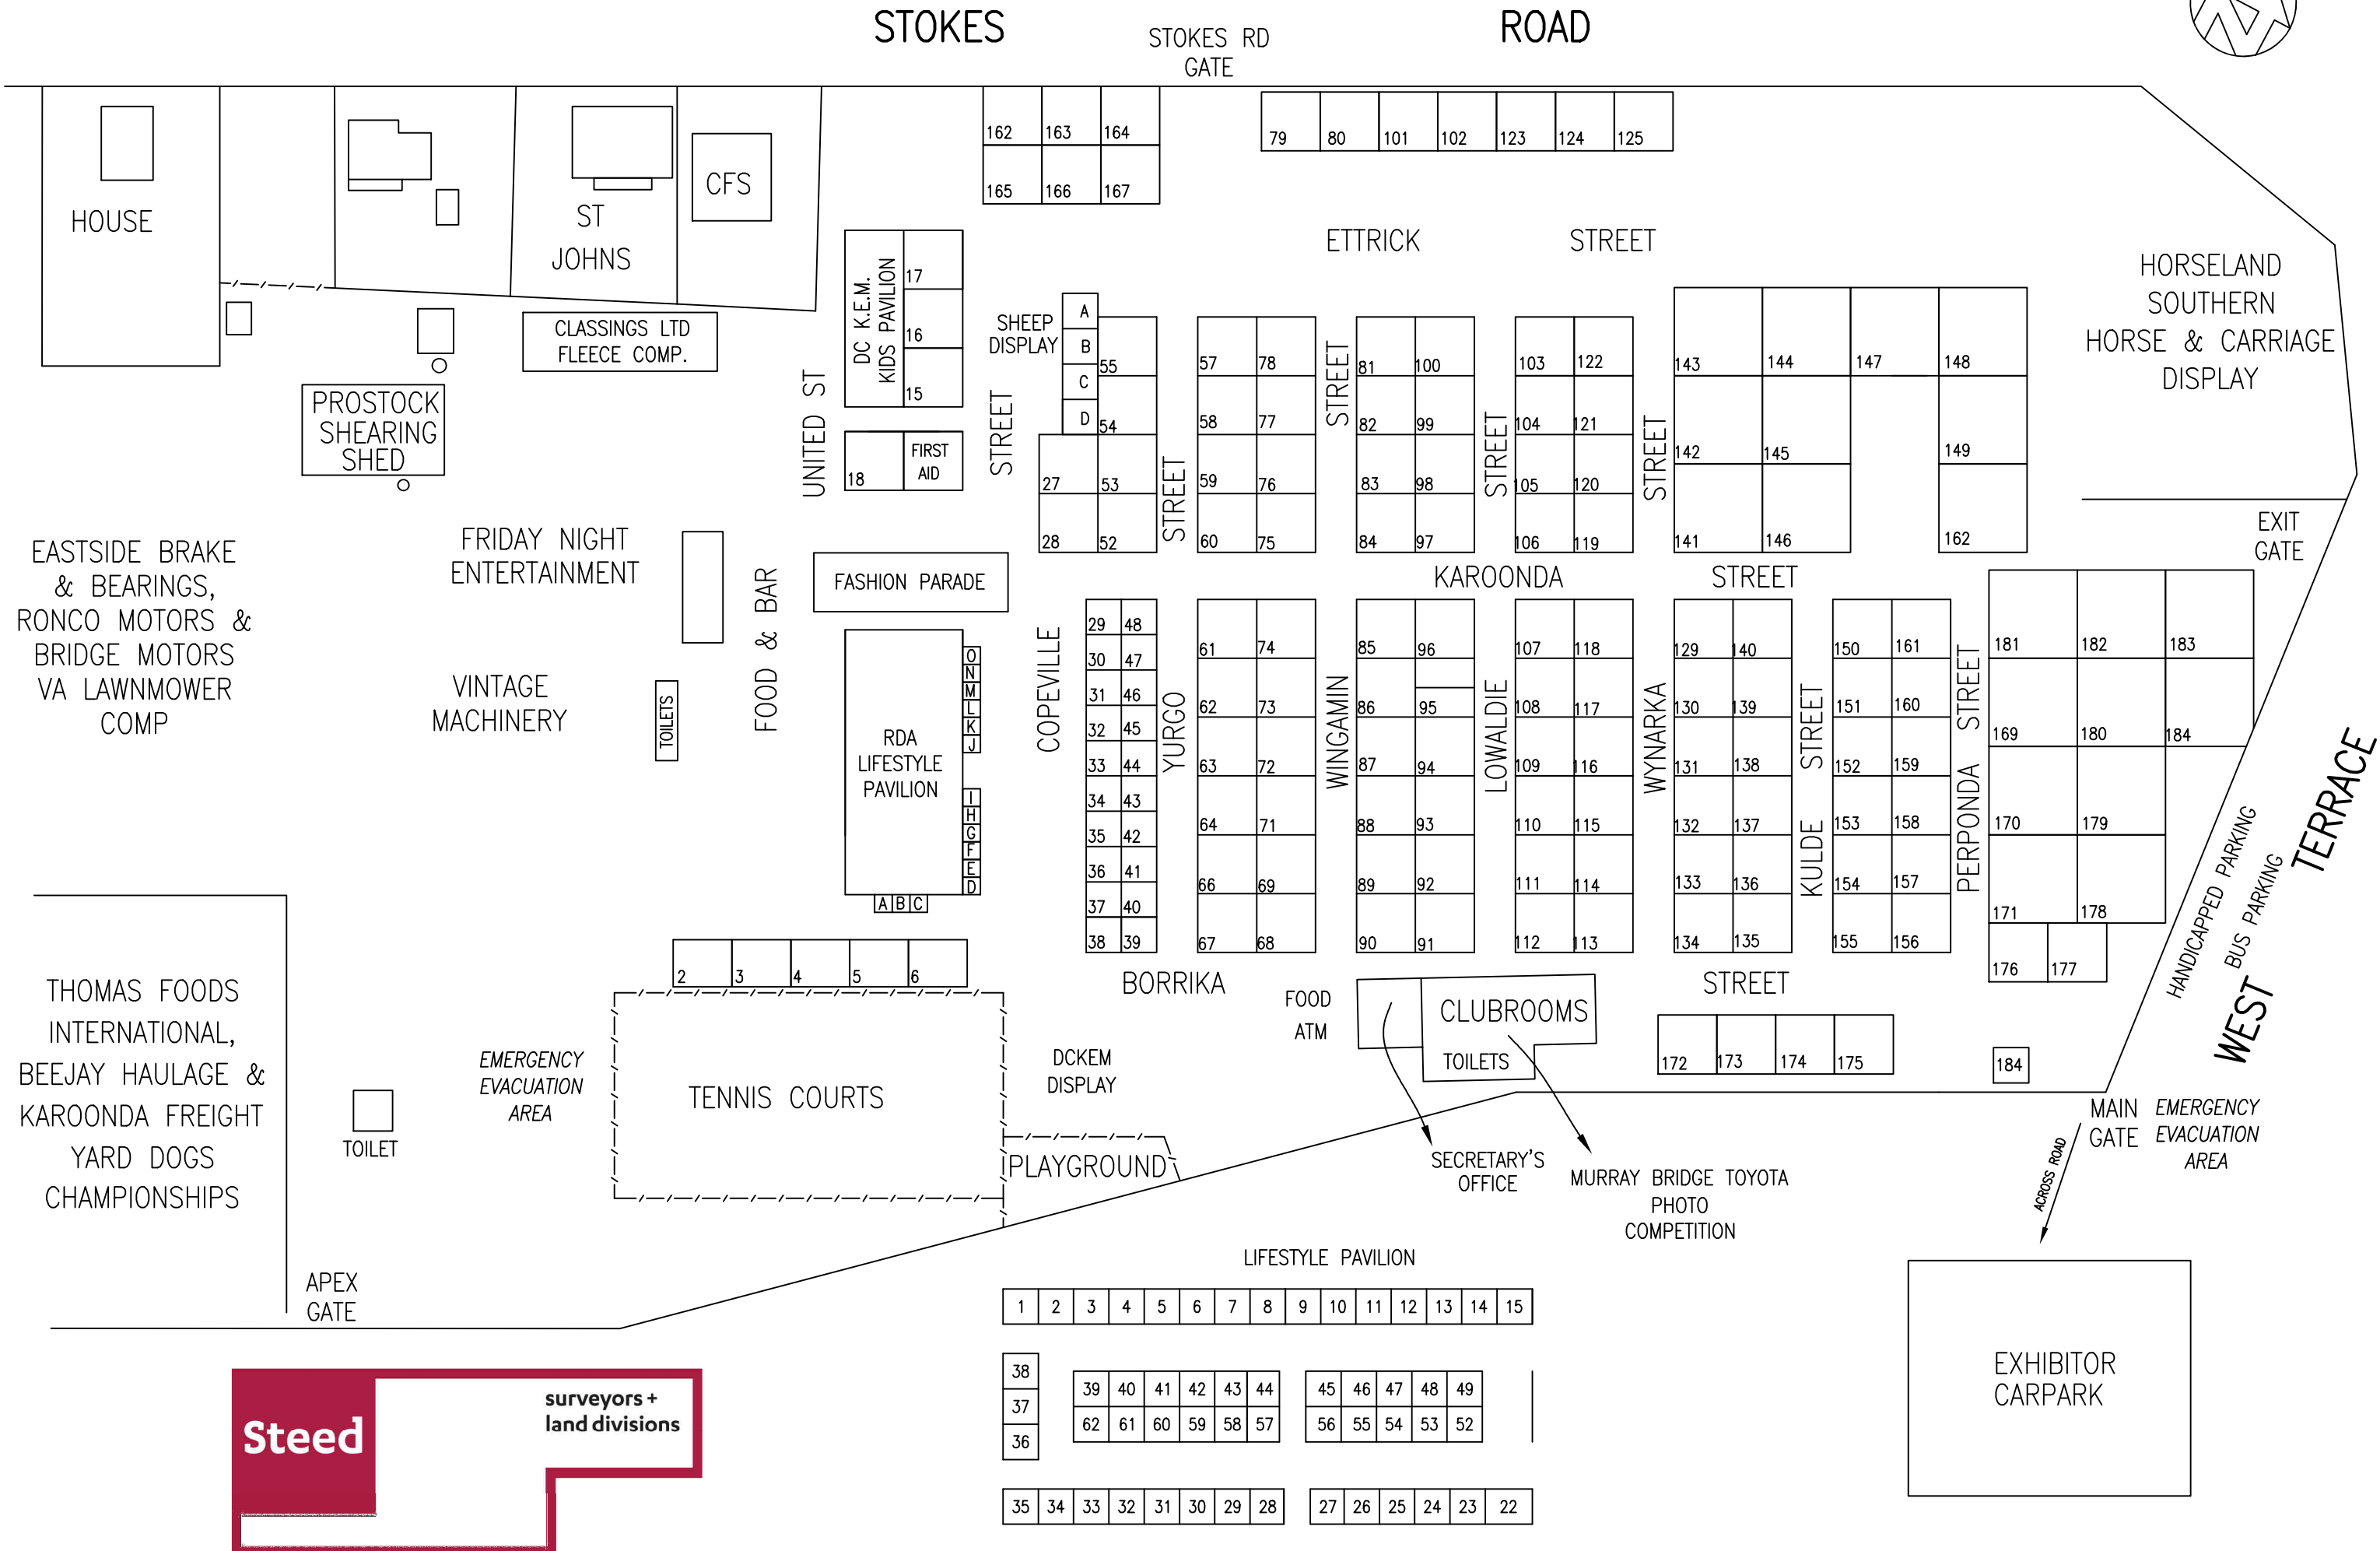 STOKES ROAD
STOKES RD
GATE
162 163 164
165 166 167
79 80 101 102 123 124 125
HOUSE
ST
JOHNS
CFS
ETTRICK STREET
HORSELAND
SOUTHERN
HORSE & CARRIAGE
DISPLAY
CLASSINGS LTD
FLEECE COMP.
PROSTOCK
SHEARING
SHED
UNITED ST
DC K.E.M.
KIDS PAVILION
17
16
15
18
FIRST
AID
STREET
SHEEP
DISPLAY
A
B
C
D
55
54
27 53
28 52
STREET
57 78
58 77
59 76
60 75
STREET
81 100
82 99
83 98
84 97
STREET
103 122
104 121
105 120
106 119
STREET
143 144 147 148
142 145 149
141 146 162
EXIT
GATE
EASTSIDE BRAKE
& BEARINGS,
RONCO MOTORS &
BRIDGE MOTORS
VA LAWNMOWER
COMP
FRIDAY NIGHT
ENTERTAINMENT
VINTAGE
MACHINERY
TOILETS
FOOD & BAR
FASHION PARADE
RDA
LIFESTYLE
PAVILION
O
N
M
L
K
J
I
H
G
F
E
D
A B C
KAROONDA STREET
COPEVILLE
29 48
30 47
31 46
32 45
33 44
34 43
35 42
36 41
37 40
38 39
YURGO
61 74
62 73
63 72
64 71
66 69
67 68
WINGAMIN
85 96
86 95
87 94
88 93
89 92
90 91
LOWALDIE
107 118
108 117
109 116
110 115
111 114
112 113
WYNARKA
129 140
130 139
131 138
132 137
133 136
134 135
KULDE STREET
150 161
151 160
152 159
153 158
154 157
155 156
PERPONDA STREET
181 182 183
169 180 184
170 179
171 178
176 177
HANDICAPPED PARKING
BUS PARKING
WEST TERRACE
2 3 4 5 6
BORRIKA STREET
THOMAS FOODS
INTERNATIONAL,
BEEJAY HAULAGE &
KAROONDA FREIGHT
YARD DOGS
CHAMPIONSHIPS
TOILET
EMERGENCY
EVACUATION
AREA
TENNIS COURTS
DCKEM
DISPLAY
PLAYGROUND
FOOD
ATM
CLUBROOMS
TOILETS
172 173 174 175
184
MAIN
GATE
EMERGENCY
EVACUATION
AREA
ACROSS ROAD
SECRETARY'S
OFFICE
MURRAY BRIDGE TOYOTA
PHOTO
COMPETITION
APEX
GATE
LIFESTYLE PAVILION
1 2 3 4 5 6 7 8 9 10 11 12 13 14 15
38
37
36
39 40 41 42 43 44 45 46 47 48 49
62 61 60 59 58 57 56 55 54 53 52
35 34 33 32 31 30 29 28 27 26 25 24 23 22
EXHIBITOR
CARPARK
Steed
surveyors +
land divisions